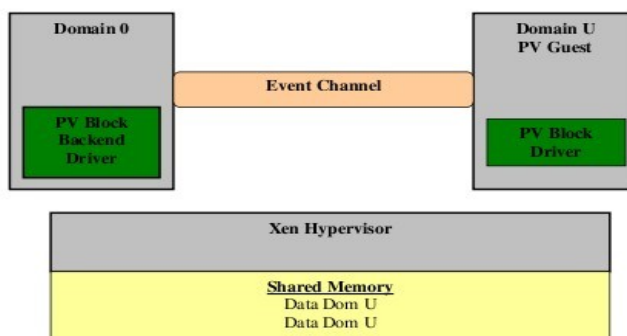 Domain 0
Domain U
PV Guest
Event Channel
PV Block
Backend
Driver
PV Block
Driver
Xen Hypervisor
Shared Memory
Data Dom U
Data Dom U